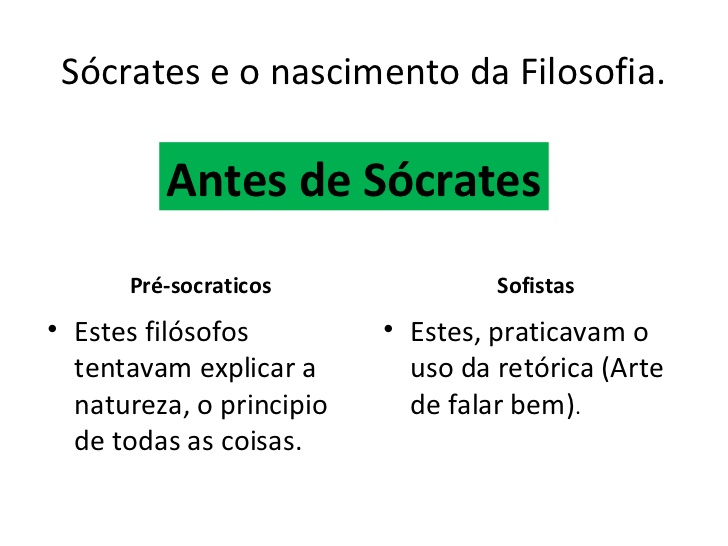 Sócrates e o nascimento da Filosofia.
Antes de Sócrates
Pré-socraticos
• Estes filósofos
tentavam explicar a
natureza, o principio
de todas as coisas.
Sofistas
• Estes, praticavam o
uso da retórica (Arte
de falar bem).